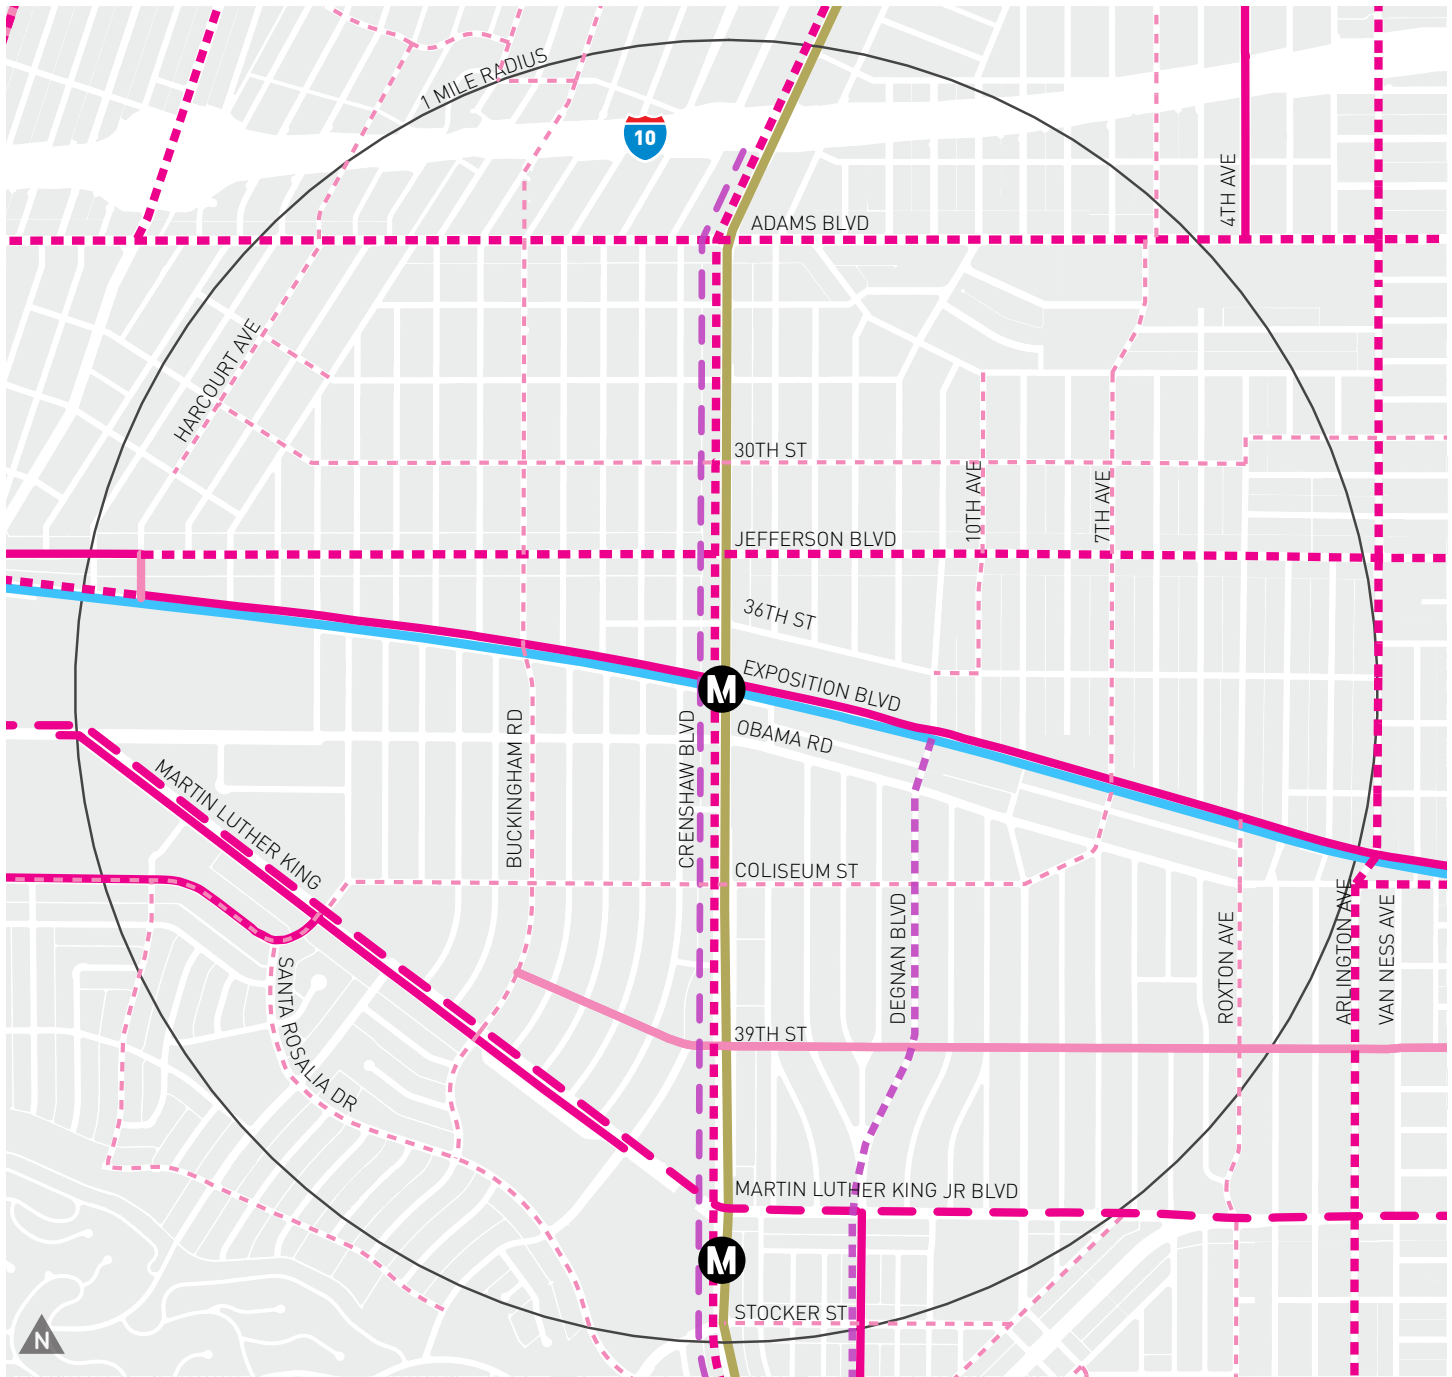 1 MILE RADIUS
10
4TH AVE
ADAMS BLVD
HARCOURT AVE
30TH ST
10TH AVE
7TH AVE
JEFFERSON BLVD
36TH ST
EXPOSITION BLVD
M
OBAMA RD
BUCKINGHAM RD
CRENSHAW BLVD
MARTIN LUTHER KING
COLISEUM ST
DEGNAN BLVD
ROXTON AVE
ARLINGTON AVE
VAN NESS AVE
SANTA ROSALIA DR
39TH ST
MARTIN LUTHER KING JR BLVD
M
STOCKER ST
N